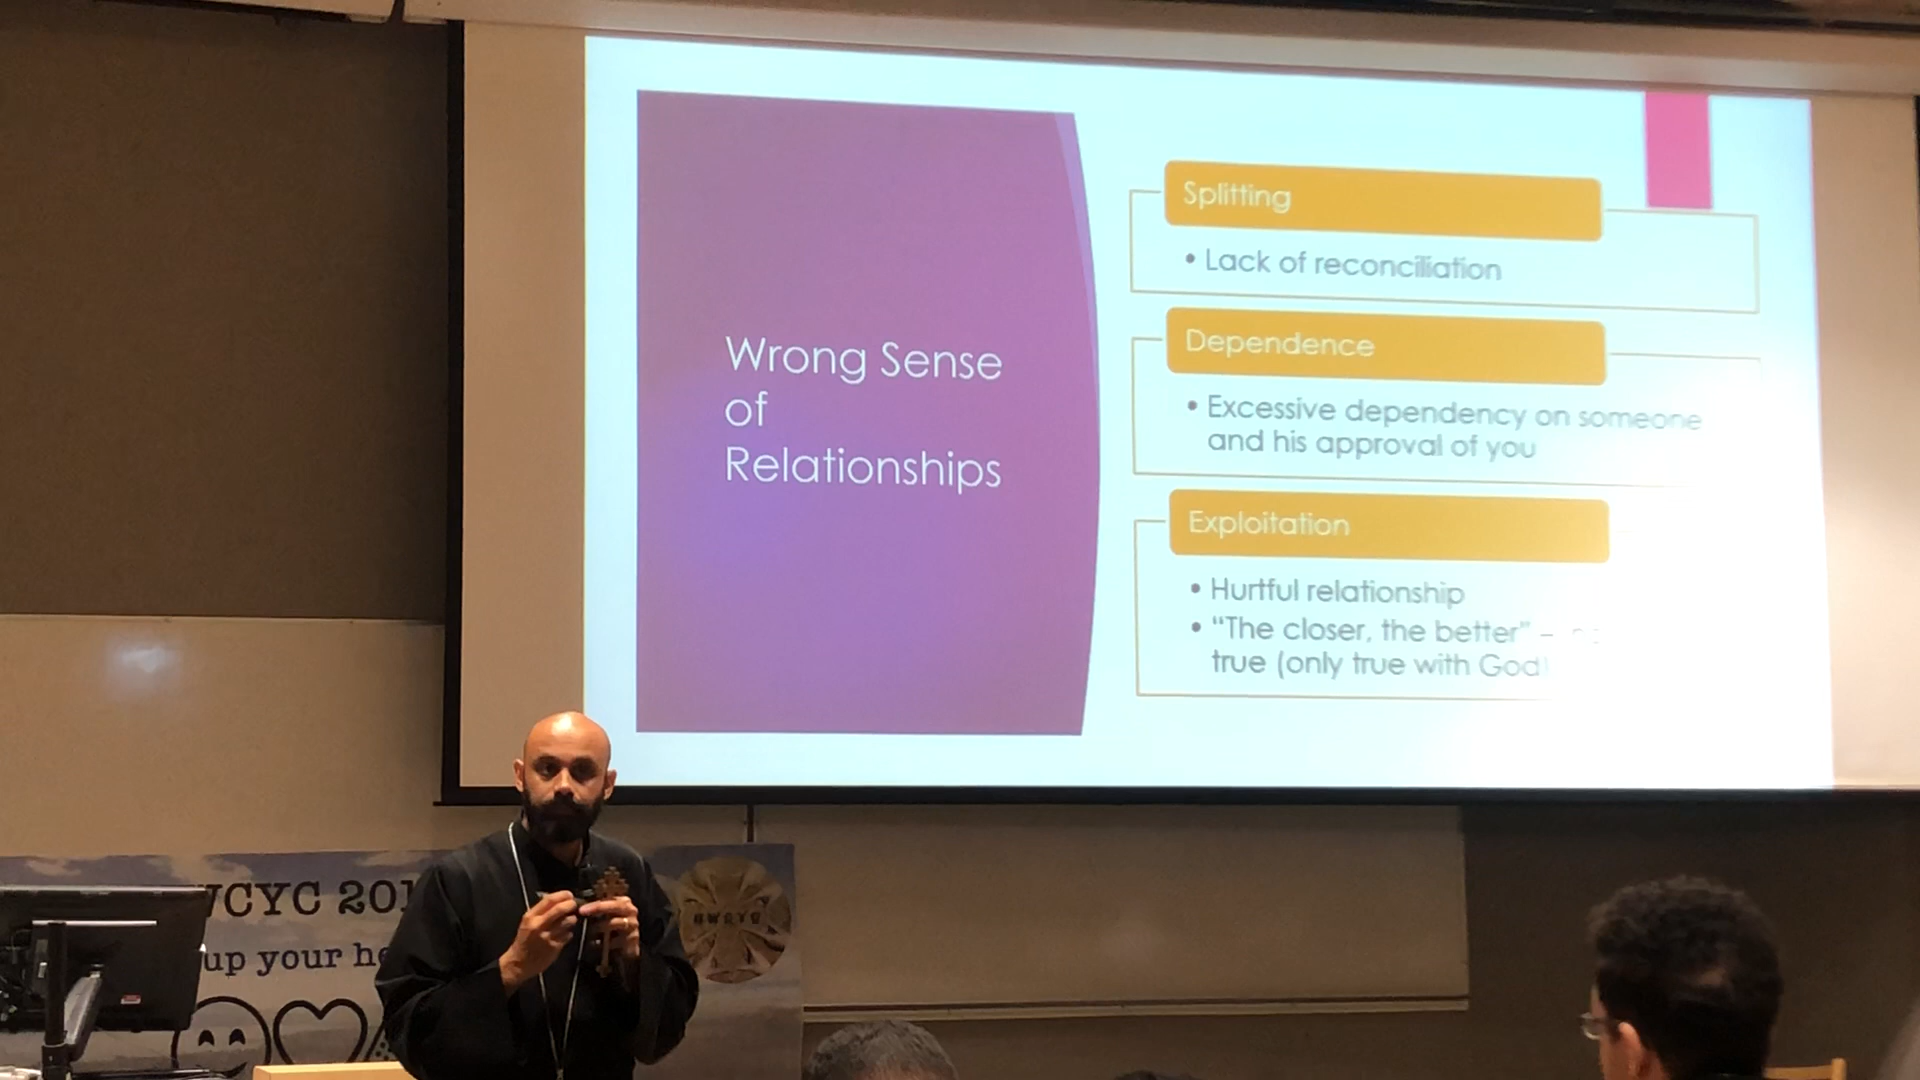 Wrong Sense
of
Relationships
Splitting
• Lack of reconciliation
Dependence
• Excessive dependency on someone
and his approval of you
Exploitation
• Hurtful relationship
• “The closer, the better” –
true (only true with God)
WCYC 201
up your he